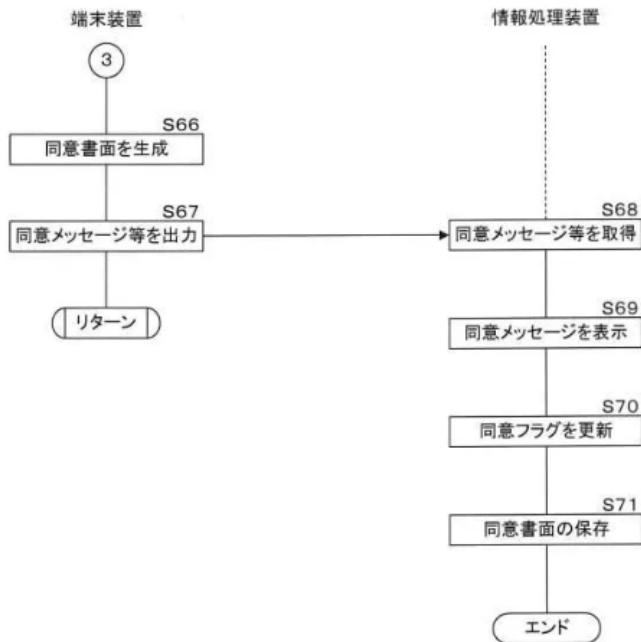 端末装置
情報処理装置
3
S66
同意書面を生成
S67
同意メッセージ等を出力
S68
同意メッセージ等を取得
リターン
S69
同意メッセージを表示
S70
同意フラグを更新
S71
同意書面の保存
エンド